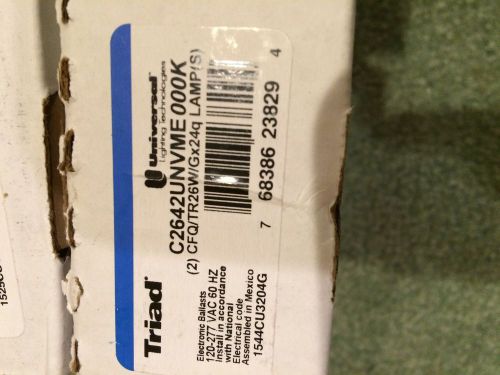 Triad
Universal
Lighting Technologies
C2642UNVME 000K
(2) CFQ/TR26W/Gx24q LAMP(S)
Electronic Ballasts
120-277 VAC 60 HZ
Install in accordance
with National
Electrical code
Assembled in Mexico
1544CU3204G
7 68386 23829 4